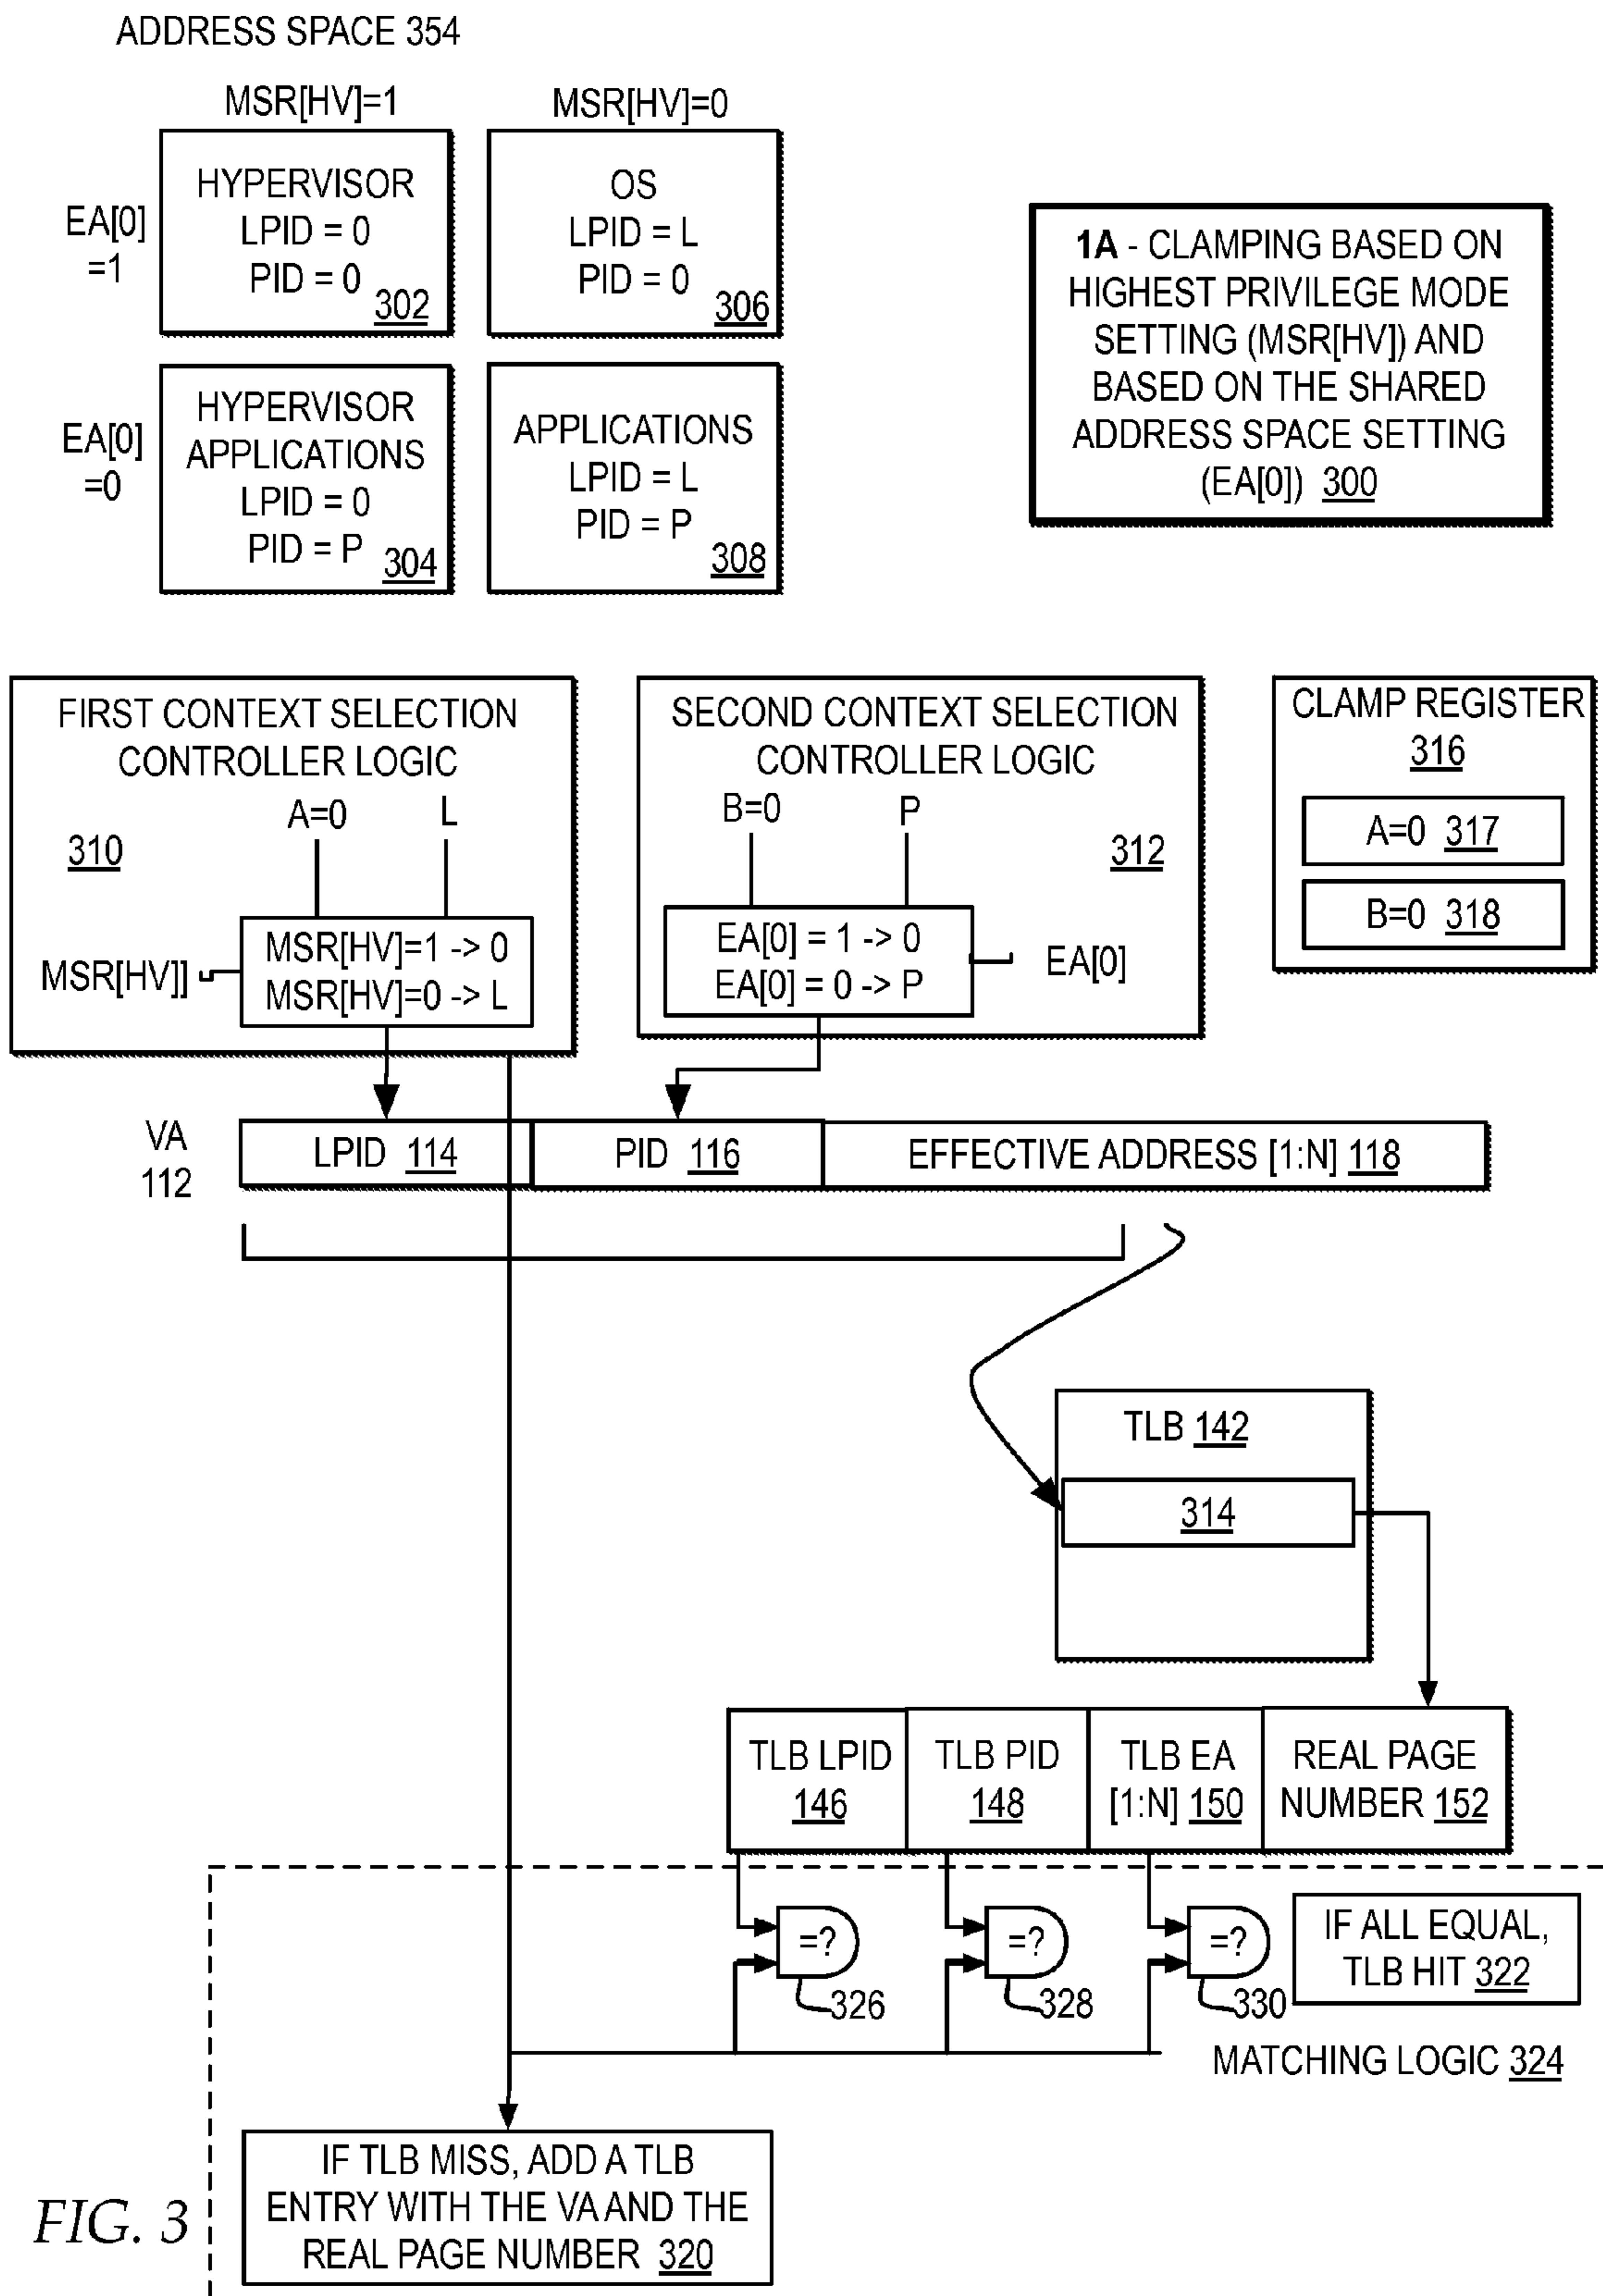 ADDRESS SPACE 354
MSR[HV]=1
MSR[HV]=0
EA[0]
=1
HYPERVISOR
LPID = 0
PID = 0
302
OS
LPID = L
PID = 0
306
EA[0]
=0
HYPERVISOR
APPLICATIONS
LPID = 0
PID = P
304
APPLICATIONS
LPID = L
PID = P
308
1A - CLAMPING BASED ON
HIGHEST PRIVILEGE MODE
SETTING (MSR[HV]) AND
BASED ON THE SHARED
ADDRESS SPACE SETTING
(EA[0]) 300
FIRST CONTEXT SELECTION
CONTROLLER LOGIC
A=0 L
310
MSR[HV]]
MSR[HV]=1 -> 0
MSR[HV]=0 -> L
SECOND CONTEXT SELECTION
CONTROLLER LOGIC
B=0 P
312
EA[0] = 1 -> 0
EA[0] = 0 -> P
EA[0]
CLAMP REGISTER
316
A=0 317
B=0 318
VA
112
LPID 114
PID 116
EFFECTIVE ADDRESS [1:N] 118
TLB 142
314
TLB LPID
146
TLB PID
148
TLB EA
[1:N] 150
REAL PAGE
NUMBER 152
=?
326
=?
328
=?
330
IF ALL EQUAL,
TLB HIT 322
MATCHING LOGIC 324
IF TLB MISS, ADD A TLB
ENTRY WITH THE VA AND THE
REAL PAGE NUMBER 320
FIG. 3